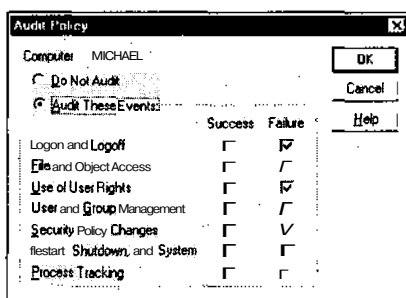 Audit Policy
Computer MICHAEL
OK
Do Not Audit
Cancel
Audit These Events:
Help
Success Failure
Logon and Logoff
File and Object Access
Use of User Rights
User and Group Management
Security Policy Changes
flestart Shutdown, and System
Process Tracking